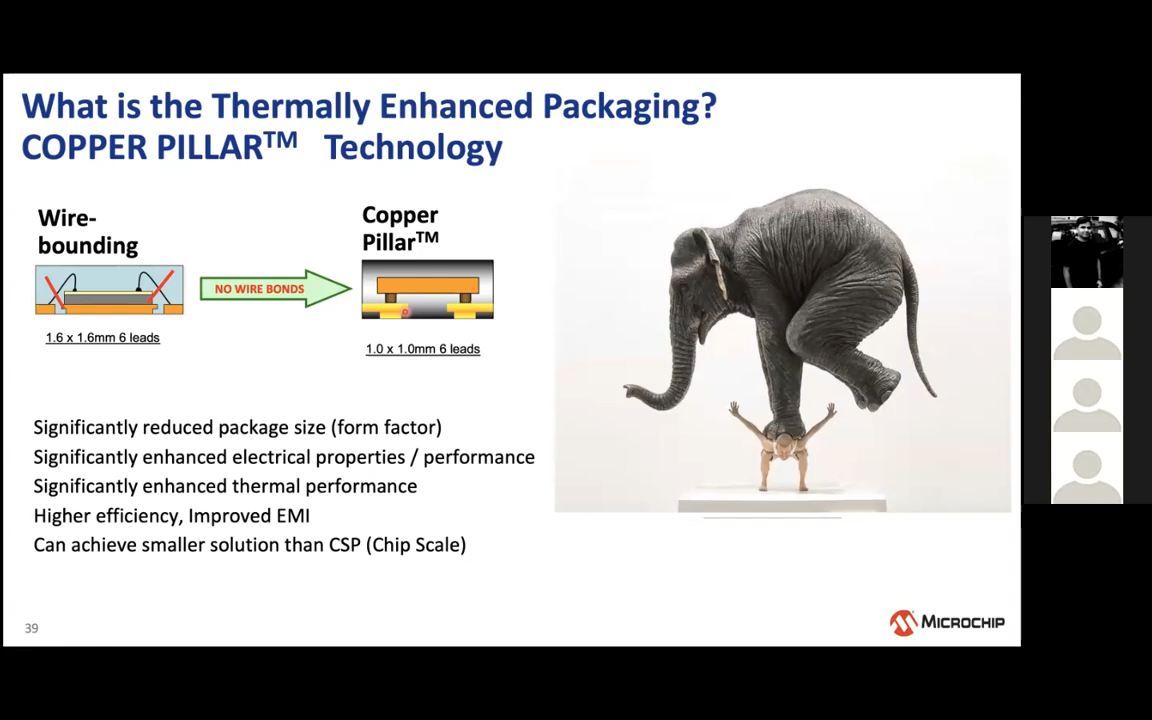 What is the Thermally Enhanced Packaging?
COPPER PILLAR™ Technology
Wire-
bounding
Copper
Pillar™
NO WIRE BONDS
1.6 x 1.6mm 6 leads
1.0 x 1.0mm 6 leads
Significantly reduced package size (form factor)
Significantly enhanced electrical properties / performance
Significantly enhanced thermal performance
Higher efficiency, Improved EMI
Can achieve smaller solution than CSP (Chip Scale)
39
MICROCHIP